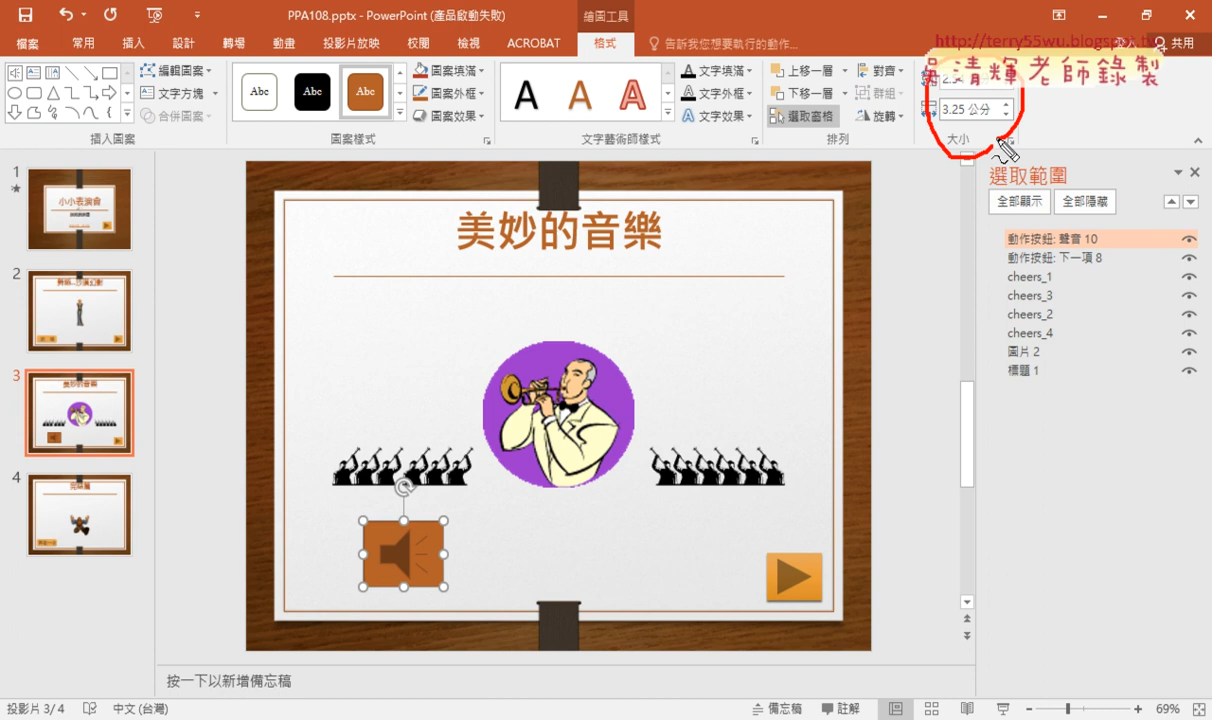 PPA108.pptx - PowerPoint (產品啟動失敗)
繪圖工具
檔案 常用 插入 設計 轉場 動畫 投影片放映 校閱 檢視 ACROBAT 格式 告訴我您想要執行的動作... 共用
http://terry55wu.blogspot.t
清輝老師錄製
編輯圖案
文字方塊
合併圖案
插入圖案
Abc Abc Abc
圖案填滿
圖案外框
圖案效果
圖案樣式
A A A
文字填滿
文字外框
文字效果
文字藝術師樣式
上移一層 對齊
下移一層 群組
選取窗格 旋轉
排列
3.25 公分
大小
選取範圍
全部顯示 全部隱藏
動作按鈕: 聲音 10
動作按鈕: 下一項 8
cheers_1
cheers_3
cheers_2
cheers_4
圖片 2
標題 1
1
小小表演會
2
3
美妙的音樂
4
美妙的音樂
按一下以新增備忘稿
投影片 3/4 中文 (台灣) 備忘稿 註解 69%